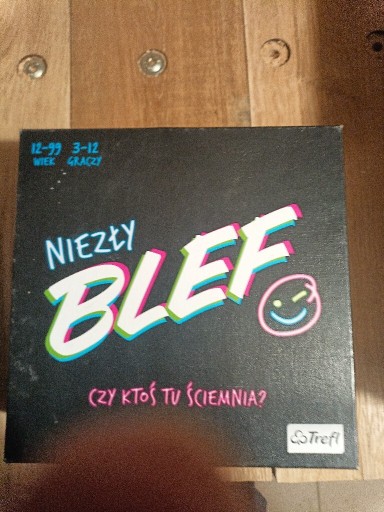 12-99 3-12
WIEK GRACZY
NIEZŁY
BLEF
CZY KTOŚ TU ŚCIEMNIA?
Trefl